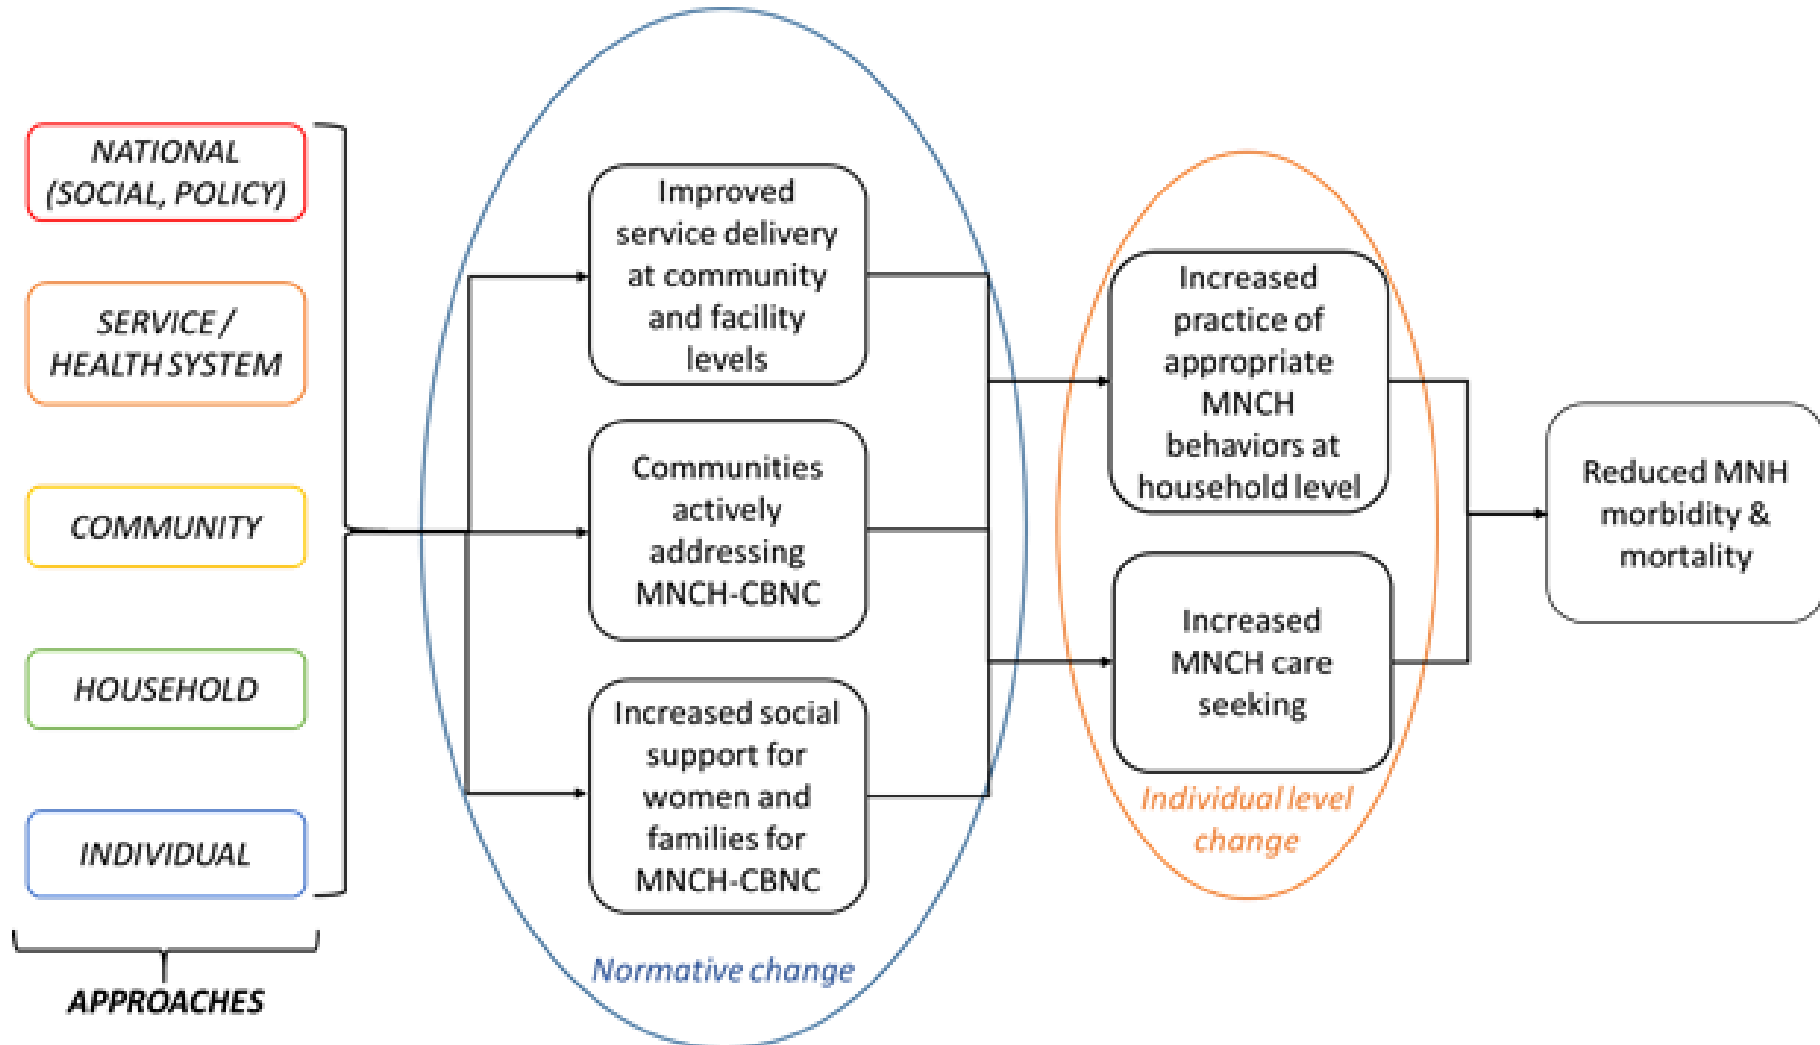 NATIONAL
(SOCIAL, POLICY)
SERVICE /
HEALTH SYSTEM
COMMUNITY
HOUSEHOLD
INDIVIDUAL
APPROACHES
Improved
service delivery
at community
and facility
levels
Communities
actively
addressing
MNCH-CBNC
Increased social
support for
women and
families for
MNCH-CBNC
Normative change
Increased
practice of
appropriate
MNCH
behaviors at
household level
Increased
MNCH care
seeking
Individual level
change
Reduced MNH
morbidity &
mortality